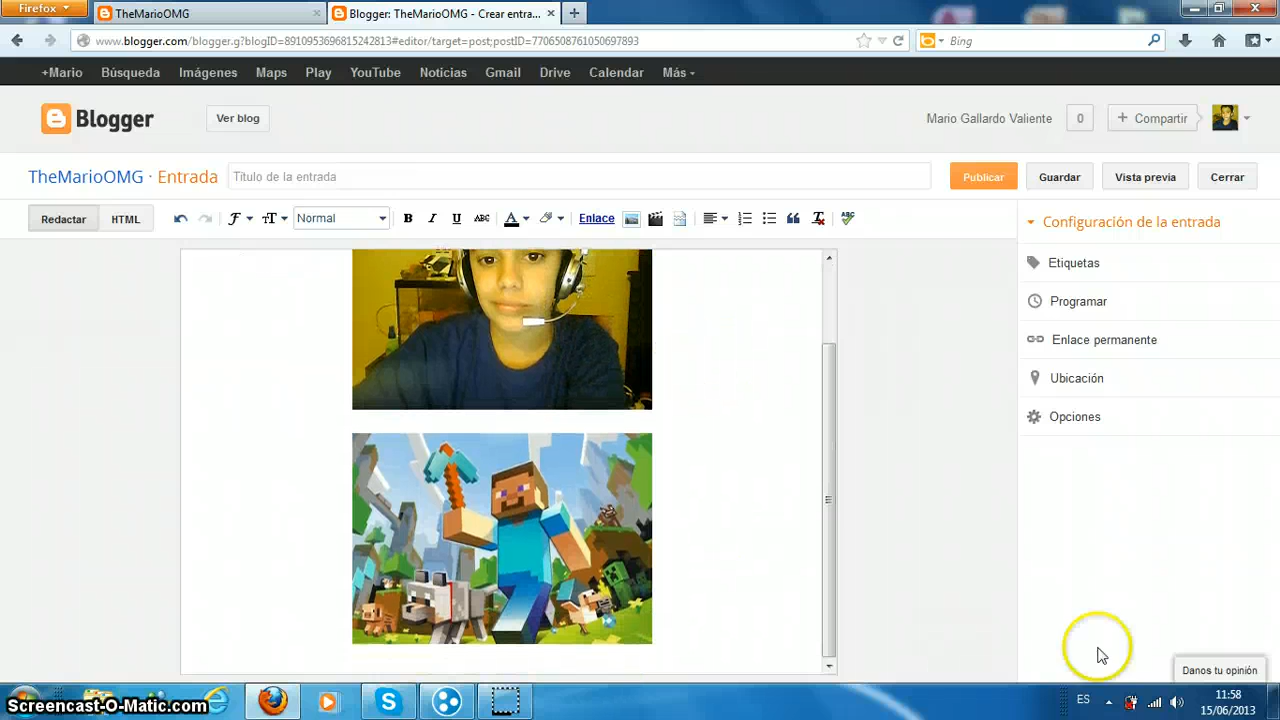 Firefox
TheMarioOMG
Blogger: TheMarioOMG - Crear entra...
www.blogger.com/blogger.g?blogID=8910953696815242813#editor/target=post;postID=7706508761050697893
Bing
+Mario Búsqueda Imágenes Maps Play YouTube Noticias Gmail Drive Calendar Más
Blogger
Ver blog
Mario Gallardo Valiente 0 + Compartir
TheMarioOMG · Entrada
Título de la entrada
Publicar Guardar Vista previa Cerrar
Redactar HTML
Normal
B I U ABC A Enlace
Configuración de la entrada
Etiquetas
Programar
Enlace permanente
Ubicación
Opciones
Danos tu opinión
Screencast-O-Matic.com
ES
11:58
15/06/2013